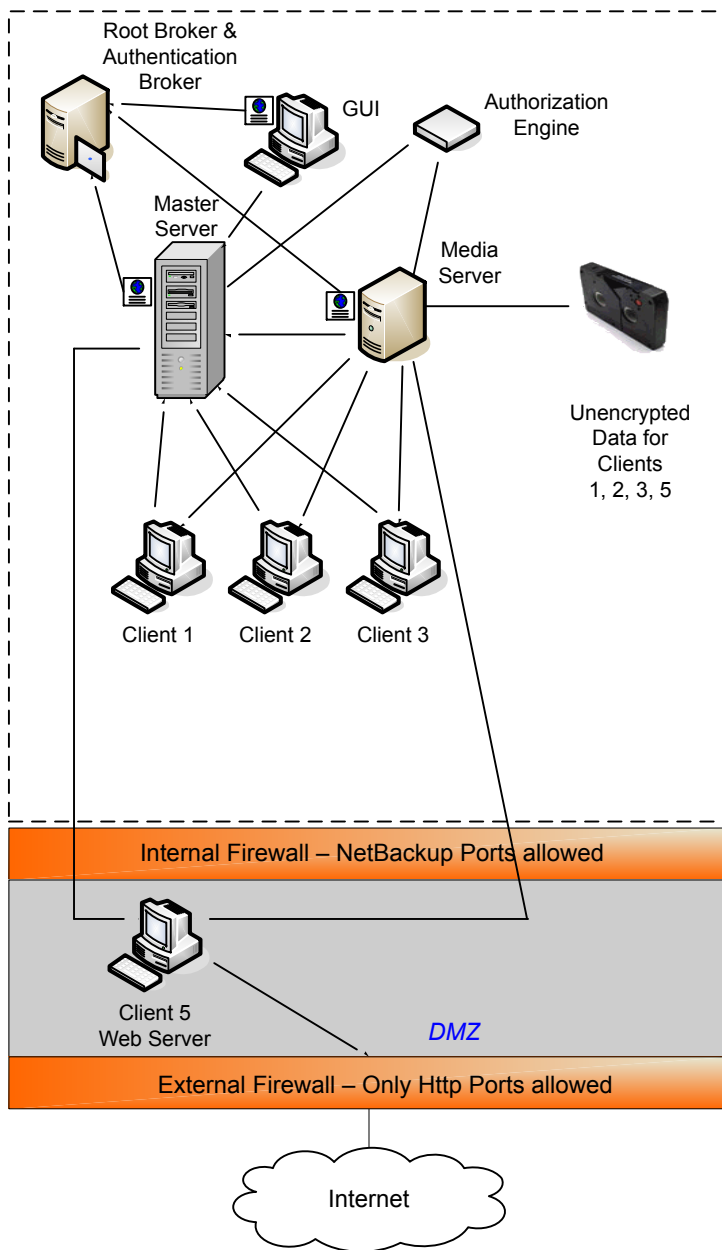 Root Broker &
Authentication
Broker
GUI
Authorization
Engine
Master
Server
Media
Server
Unencrypted
Data for
Clients
1, 2, 3, 5
Client 1
Client 2
Client 3
Internal Firewall – NetBackup Ports allowed
Client 5
Web Server
DMZ
External Firewall – Only Http Ports allowed
Internet